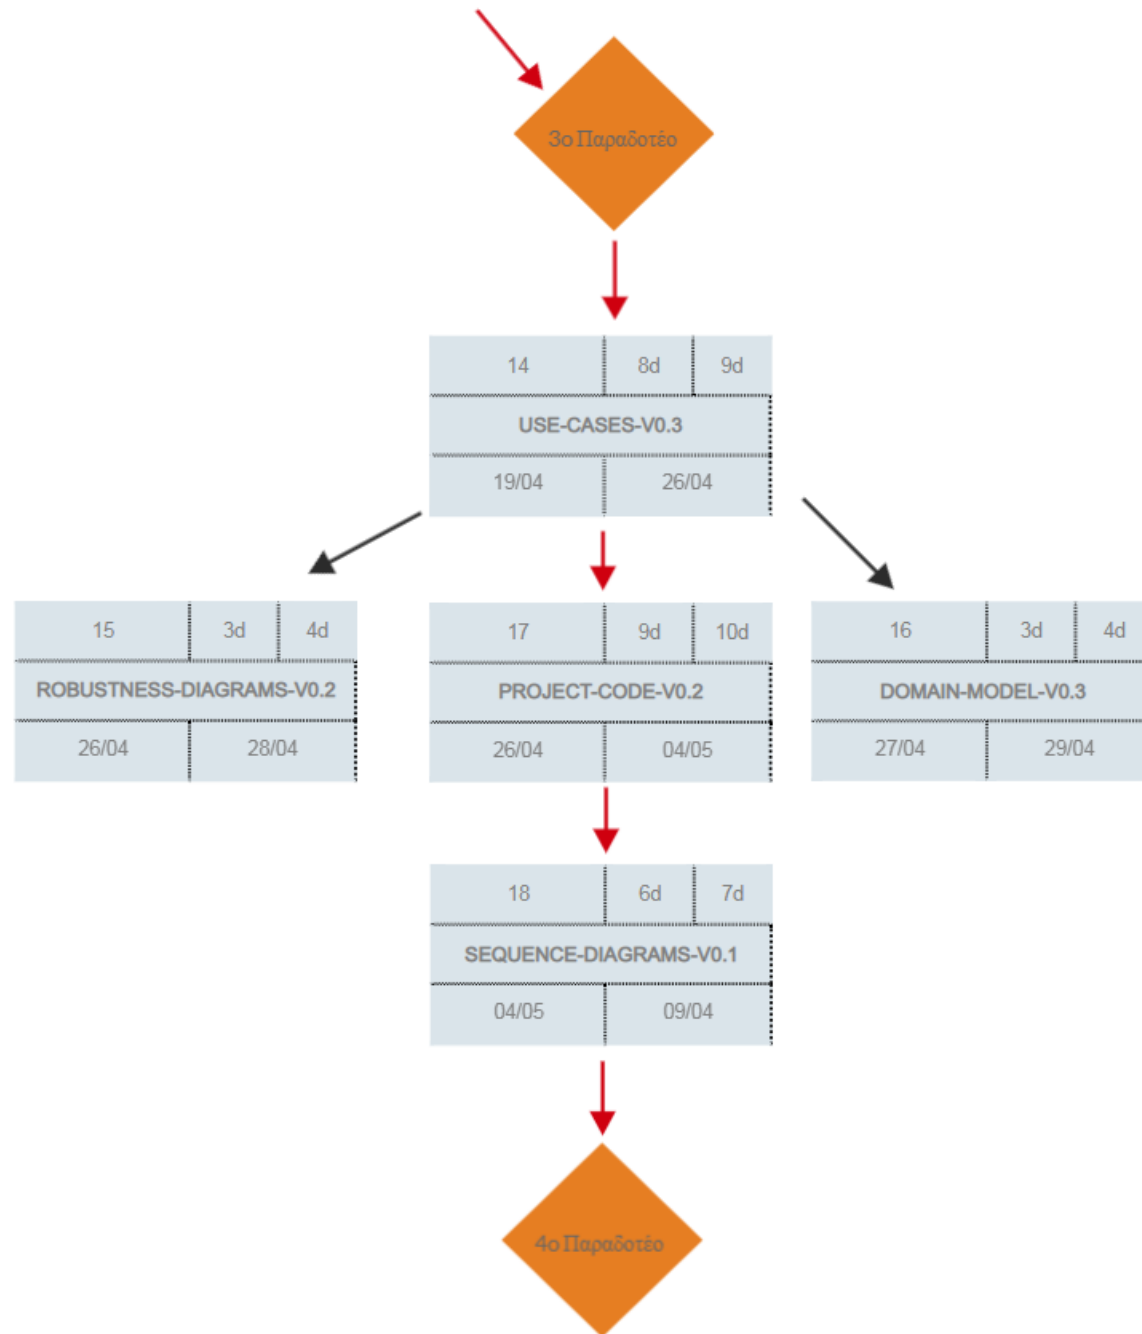 3ο Παραδοτέο
14 8d 9d
USE-CASES-V0.3
19/04 26/04
15 3d 4d
ROBUSTNESS-DIAGRAMS-V0.2
26/04 28/04
17 9d 10d
PROJECT-CODE-V0.2
26/04 04/05
16 3d 4d
DOMAIN-MODEL-V0.3
27/04 29/04
18 6d 7d
SEQUENCE-DIAGRAMS-V0.1
04/05 09/04
4ο Παραδοτέο